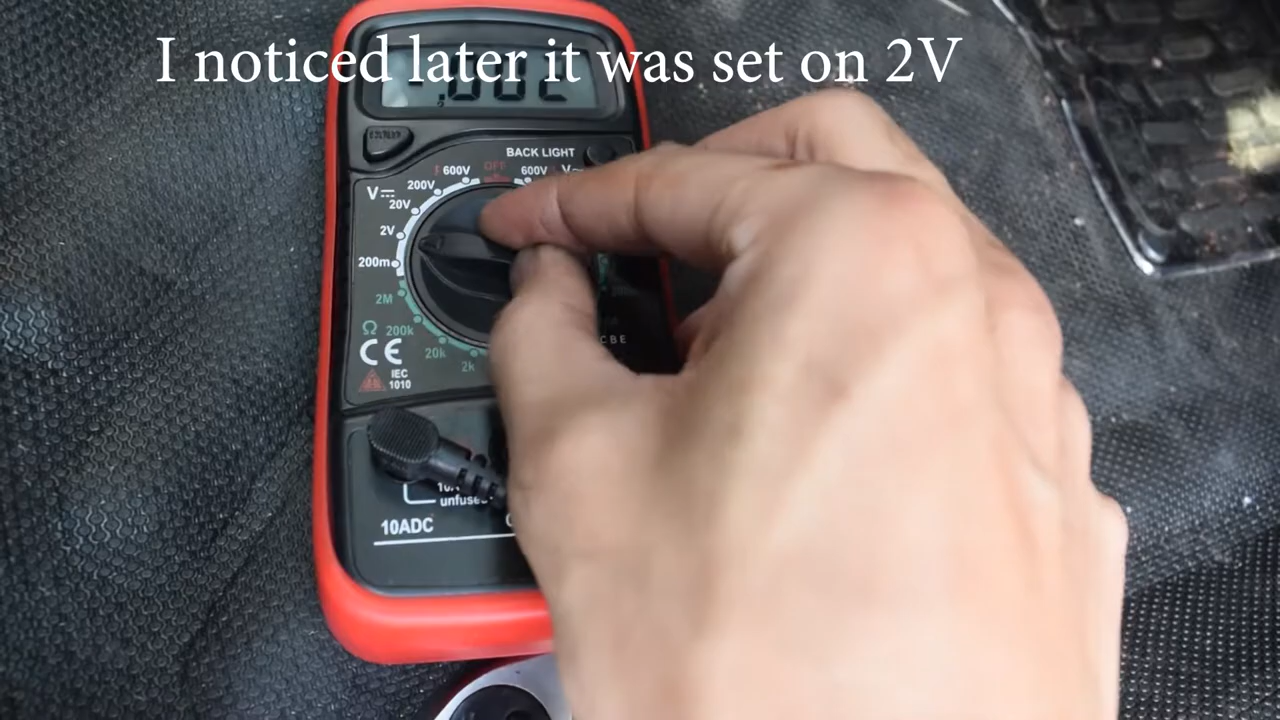 I noticed later it was set on 2V
.002
BACK LIGHT
600V OFF 600V V~
200V
V⎓
20V
2V
200m
2M
Ω 200k
20k
2k
CBE
CE
IEC
1010
unfused
10ADC